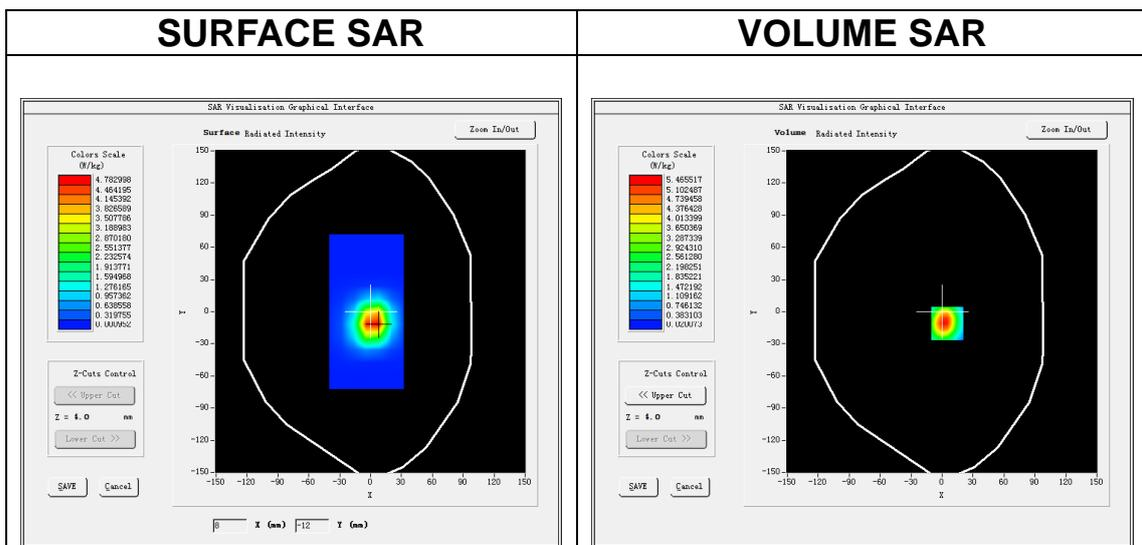 SURFACE SAR
VOLUME SAR
SAR Visualisation Graphical Interface
Surface Radiated Intensity
Zoom In/Out
Colors Scale
(W/kg)
4.782998
4.464195
4.145392
3.826589
3.507786
3.188983
2.870180
2.551377
2.232574
1.913771
1.594968
1.276165
0.957362
0.638558
0.319755
0.000952
Z-Cuts Control
<< Upper Cut
Z = 4.0 mm
Lower Cut >>
SAVE
Cancel
150
120
90
60
30
0
-30
-60
-90
-120
-150
Y
-150 -120 -90 -60 -30 0 30 60 90 120 150
X
8 X (mm) -12 Y (mm)
SAR Visualisation Graphical Interface
Volume Radiated Intensity
Zoom In/Out
Colors Scale
(W/kg)
5.465517
5.102487
4.739458
4.376428
4.013399
3.650369
3.287339
2.924310
2.561280
2.198251
1.835221
1.472192
1.109162
0.746132
0.383103
0.020073
Z-Cuts Control
<< Upper Cut
Z = 4.0 mm
Lower Cut >>
SAVE
Cancel
150
120
90
60
30
0
-30
-60
-90
-120
-150
Y
-150 -120 -90 -60 -30 0 30 60 90 120 150
X